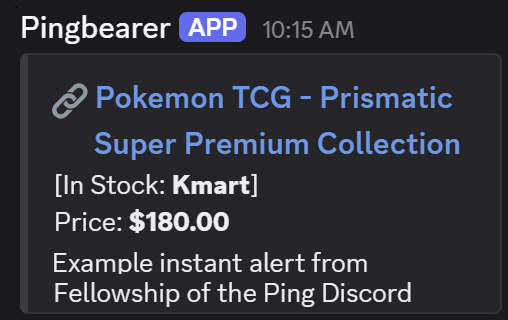 Pingbearer APP 10:15 AM
Pokemon TCG - Prismatic
Super Premium Collection
[In Stock: Kmart]
Price: $180.00
Example instant alert from
Fellowship of the Ping Discord